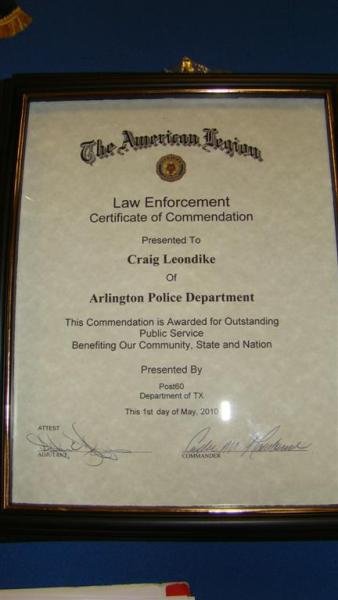 The American Legion
Law Enforcement
Certificate of Commendation
Presented To
Craig Leondike
Of
Arlington Police Department
This Commendation is Awarded for Outstanding
Public Service
Benefiting Our Community, State and Nation
Presented By
Post60
Department of TX
This 1st day of May, 2010
ATTEST
ADJUTANT
COMMANDER